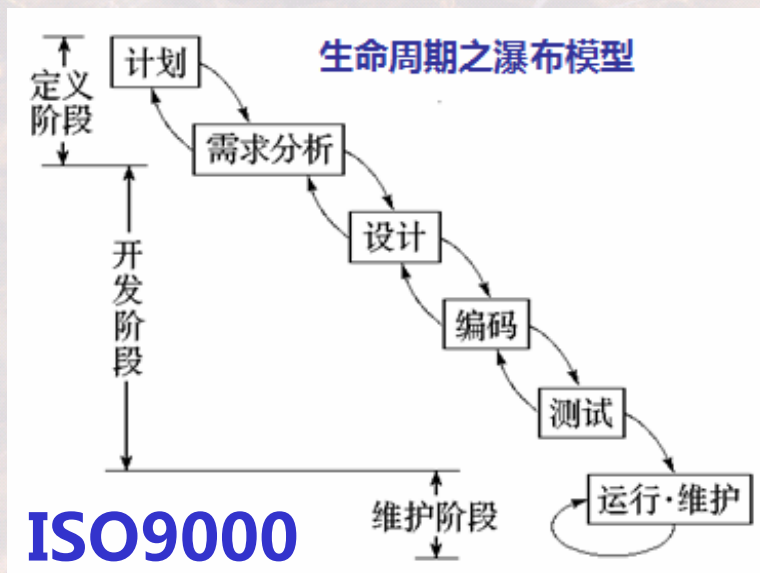 生命周期之瀑布模型
计划
定义
阶段
需求分析
设计
开
发
阶
段
编码
测试
运行·维护
维护阶段
ISO9000